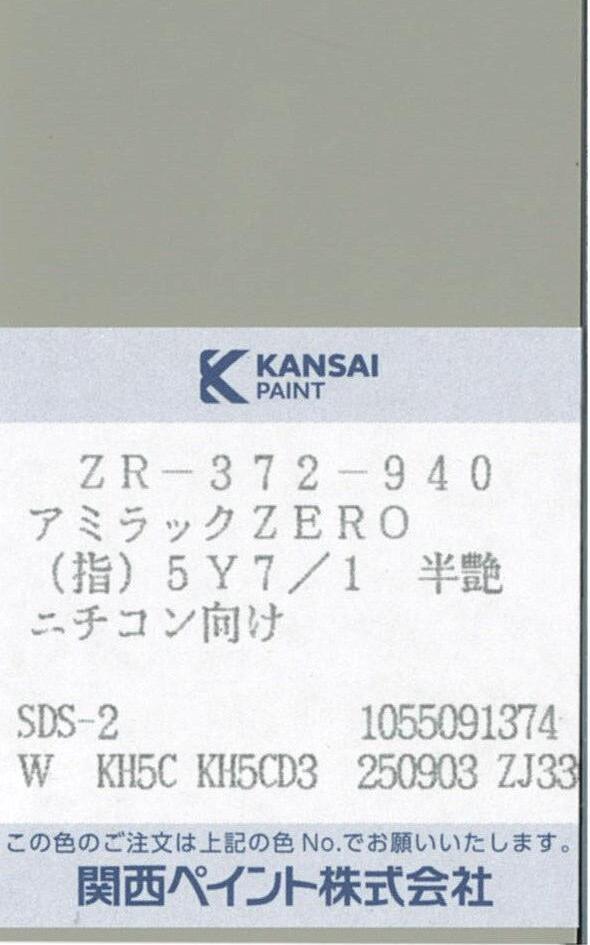 KANSAI
PAINT
ZR-372-940
アミラックZERO
(指)5Y7/1 半艶
ニチコン向け
SDS-2 1055091374
W KH5C KH5CD3 250903 ZJ33
この色のご注文は上記の色No.でお願いいたします。
関西ペイント株式会社